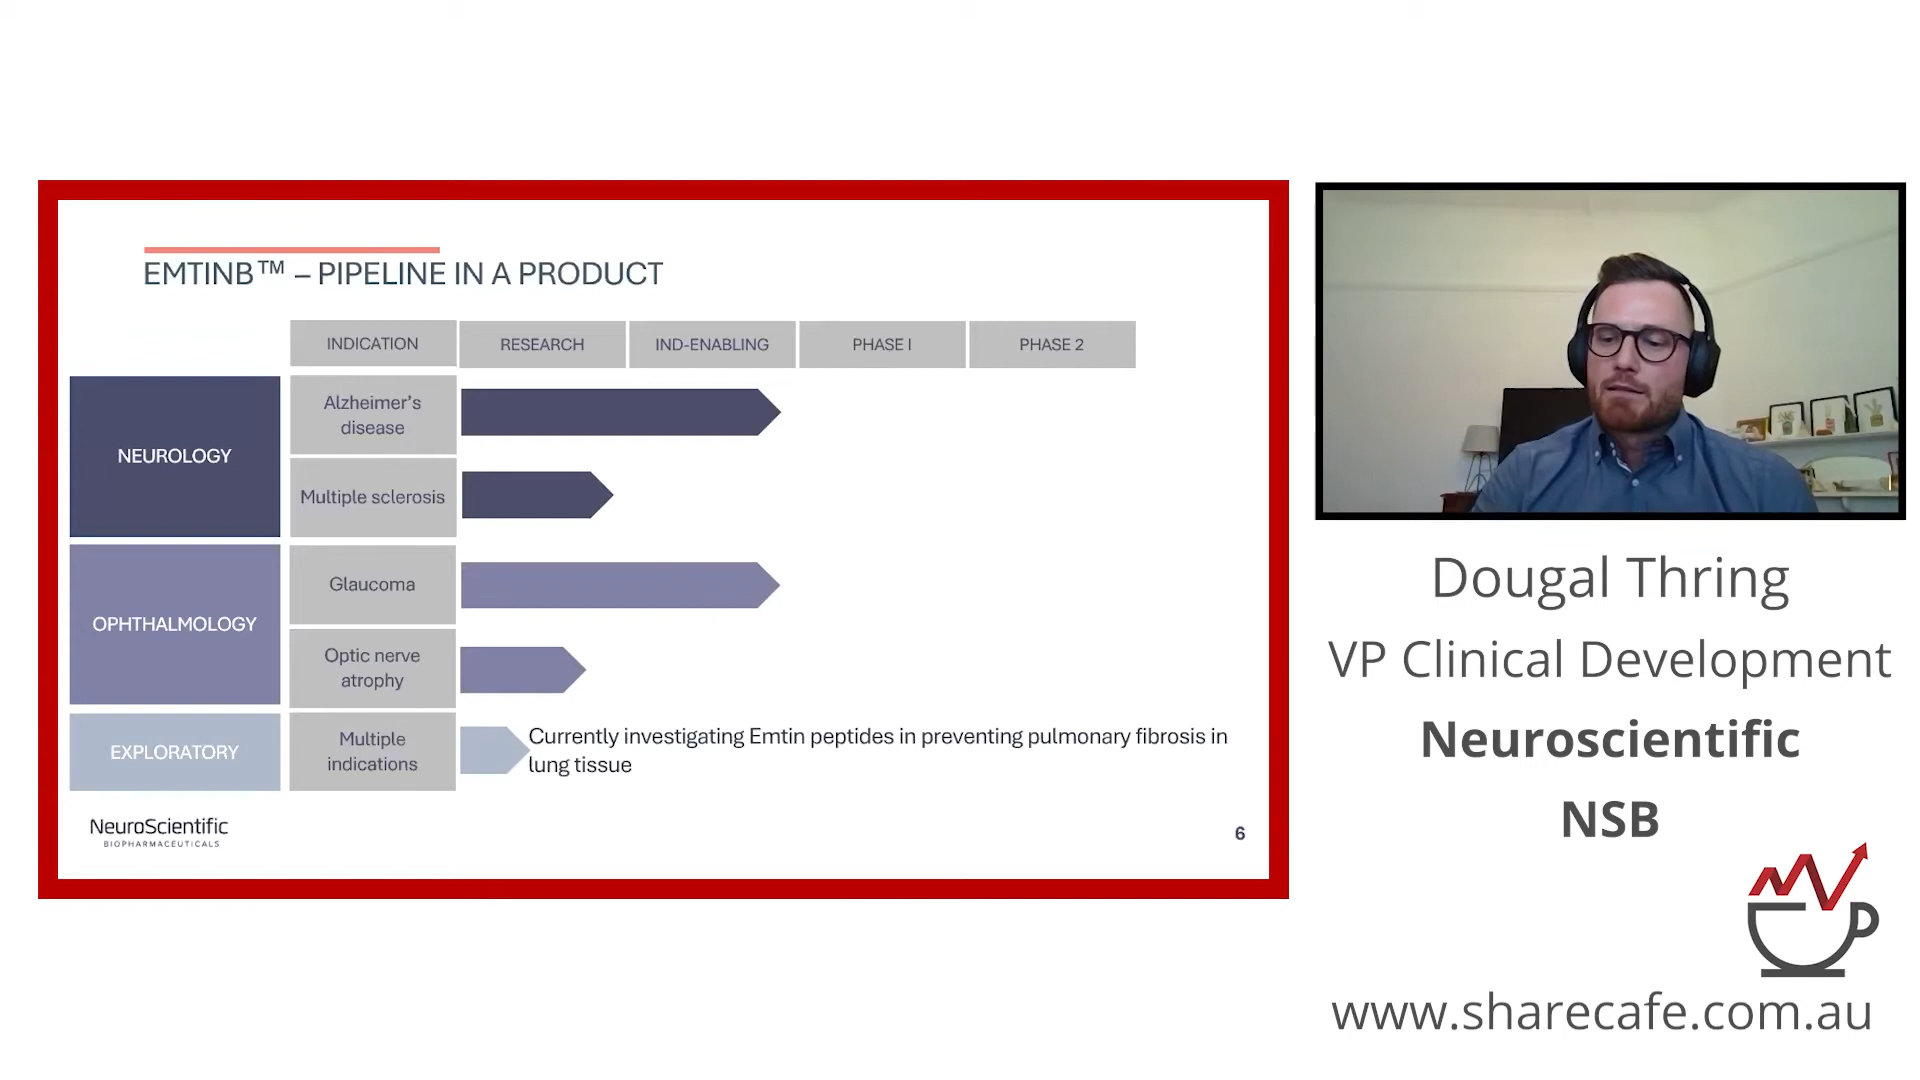 EMTINB™ – PIPELINE IN A PRODUCT
INDICATION
RESEARCH
IND-ENABLING
PHASE I
PHASE 2
NEUROLOGY
Alzheimer's
disease
Multiple sclerosis
OPHTHALMOLOGY
Glaucoma
Optic nerve
atrophy
EXPLORATORY
Multiple
indications
Currently investigating Emtin peptides in preventing pulmonary fibrosis in
lung tissue
NeuroScientific
BIOPHARMACEUTICALS
6
Dougal Thring
VP Clinical Development
Neuroscientific
NSB
www.sharecafe.com.au